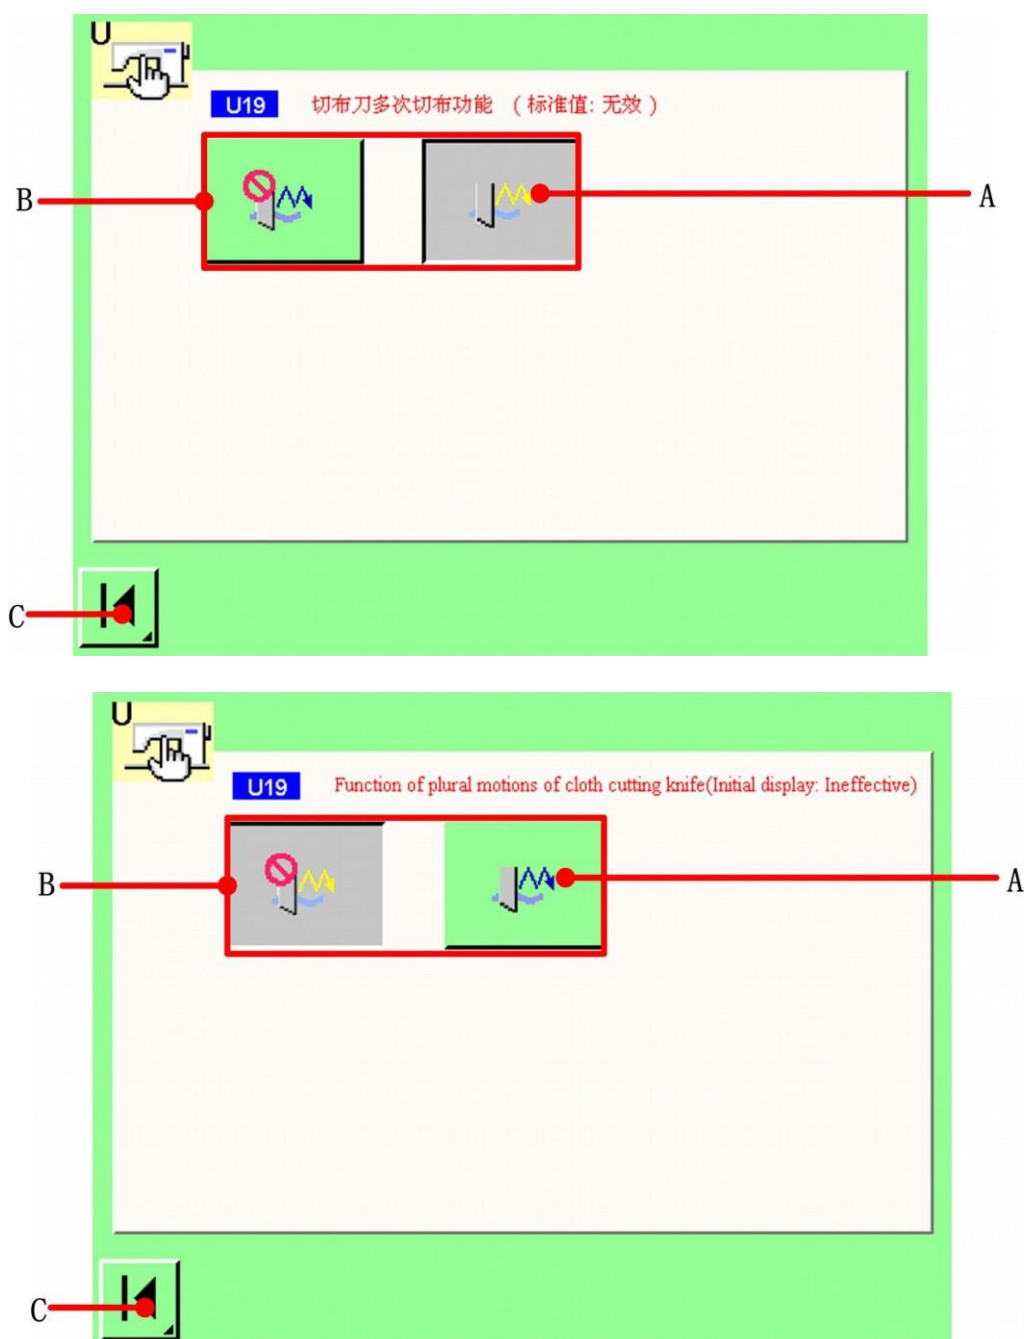 U
U19 切布刀多次切布功能 （标准值: 无效）
B
A
C
U
U19 Function of plural motions of cloth cutting knife(Initial display: Ineffective)
B
A
C